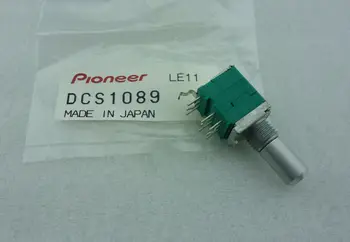 Pioneer LE11
DCS1089
MADE IN JAPAN